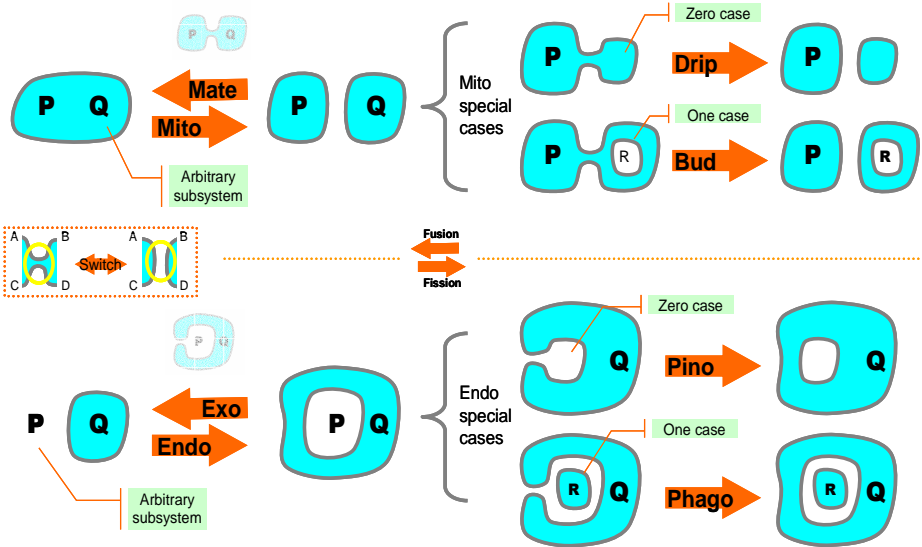 P Q
Zero case
P
Drip
P
Mate
Mito
P Q
P Q
Arbitrary
subsystem
Mito
special
cases
One case
P
R
Bud
P
R
A B
C D
Switch
A B
C D
Fusion
Fission
P Q
Zero case
Q
Pino
Q
Exo
Endo
P
Q
P Q
Arbitrary
subsystem
Endo
special
cases
One case
R
Q
Phago
R
Q